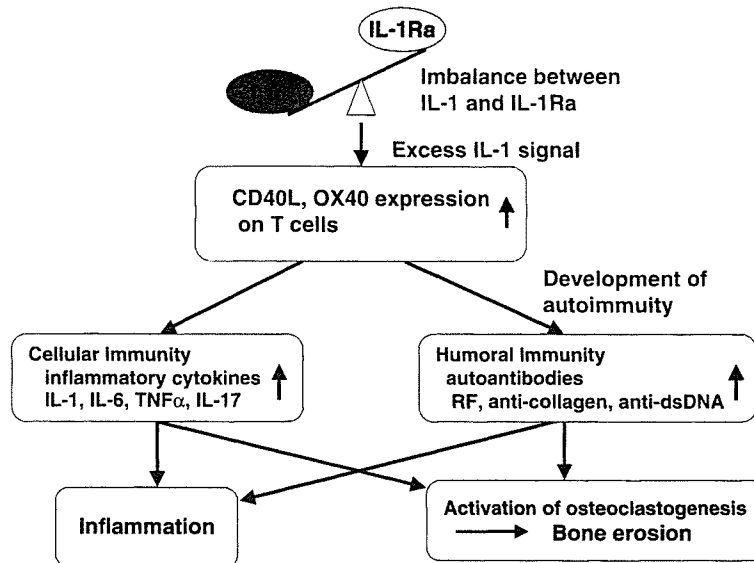 IL-1Ra
Imbalance between
IL-1 and IL-1Ra
Excess IL-1 signal
CD40L, OX40 expression
on T cells
Development of
autoimmuity
Cellular Immunity
inflammatory cytokines
IL-1, IL-6, TNFα, IL-17
Humoral Immunity
autoantibodies
RF, anti-collagen, anti-dsDNA
Inflammation
Activation of osteoclastogenesis
Bone erosion